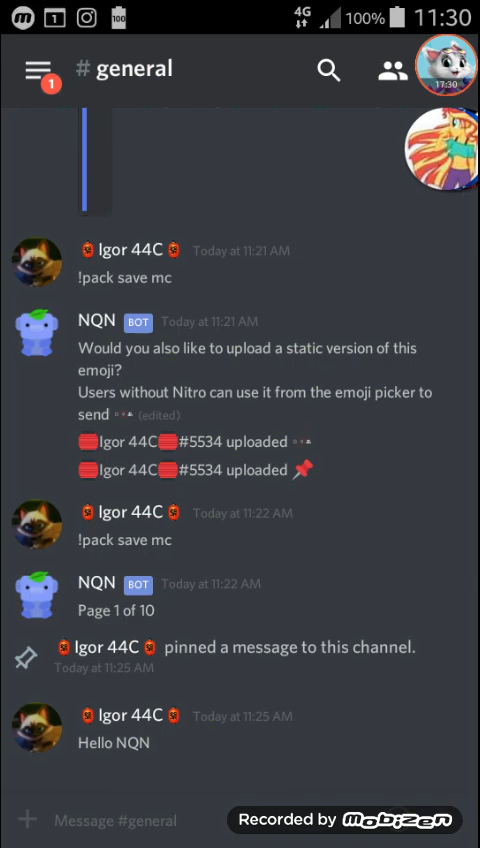 4G 100% 11:30
1
# general
17:30
Igor 44C Today at 11:21 AM
!pack save mc
NQN BOT Today at 11:21 AM
Would you also like to upload a static version of this
emoji?
Users without Nitro can use it from the emoji picker to
send (edited)
Igor 44C #5534 uploaded
Igor 44C #5534 uploaded
Igor 44C Today at 11:22 AM
!pack save mc
NQN BOT Today at 11:22 AM
Page 1 of 10
Igor 44C pinned a message to this channel.
Today at 11:25 AM
Igor 44C Today at 11:25 AM
Hello NQN
Message #general
Recorded by Mobizen